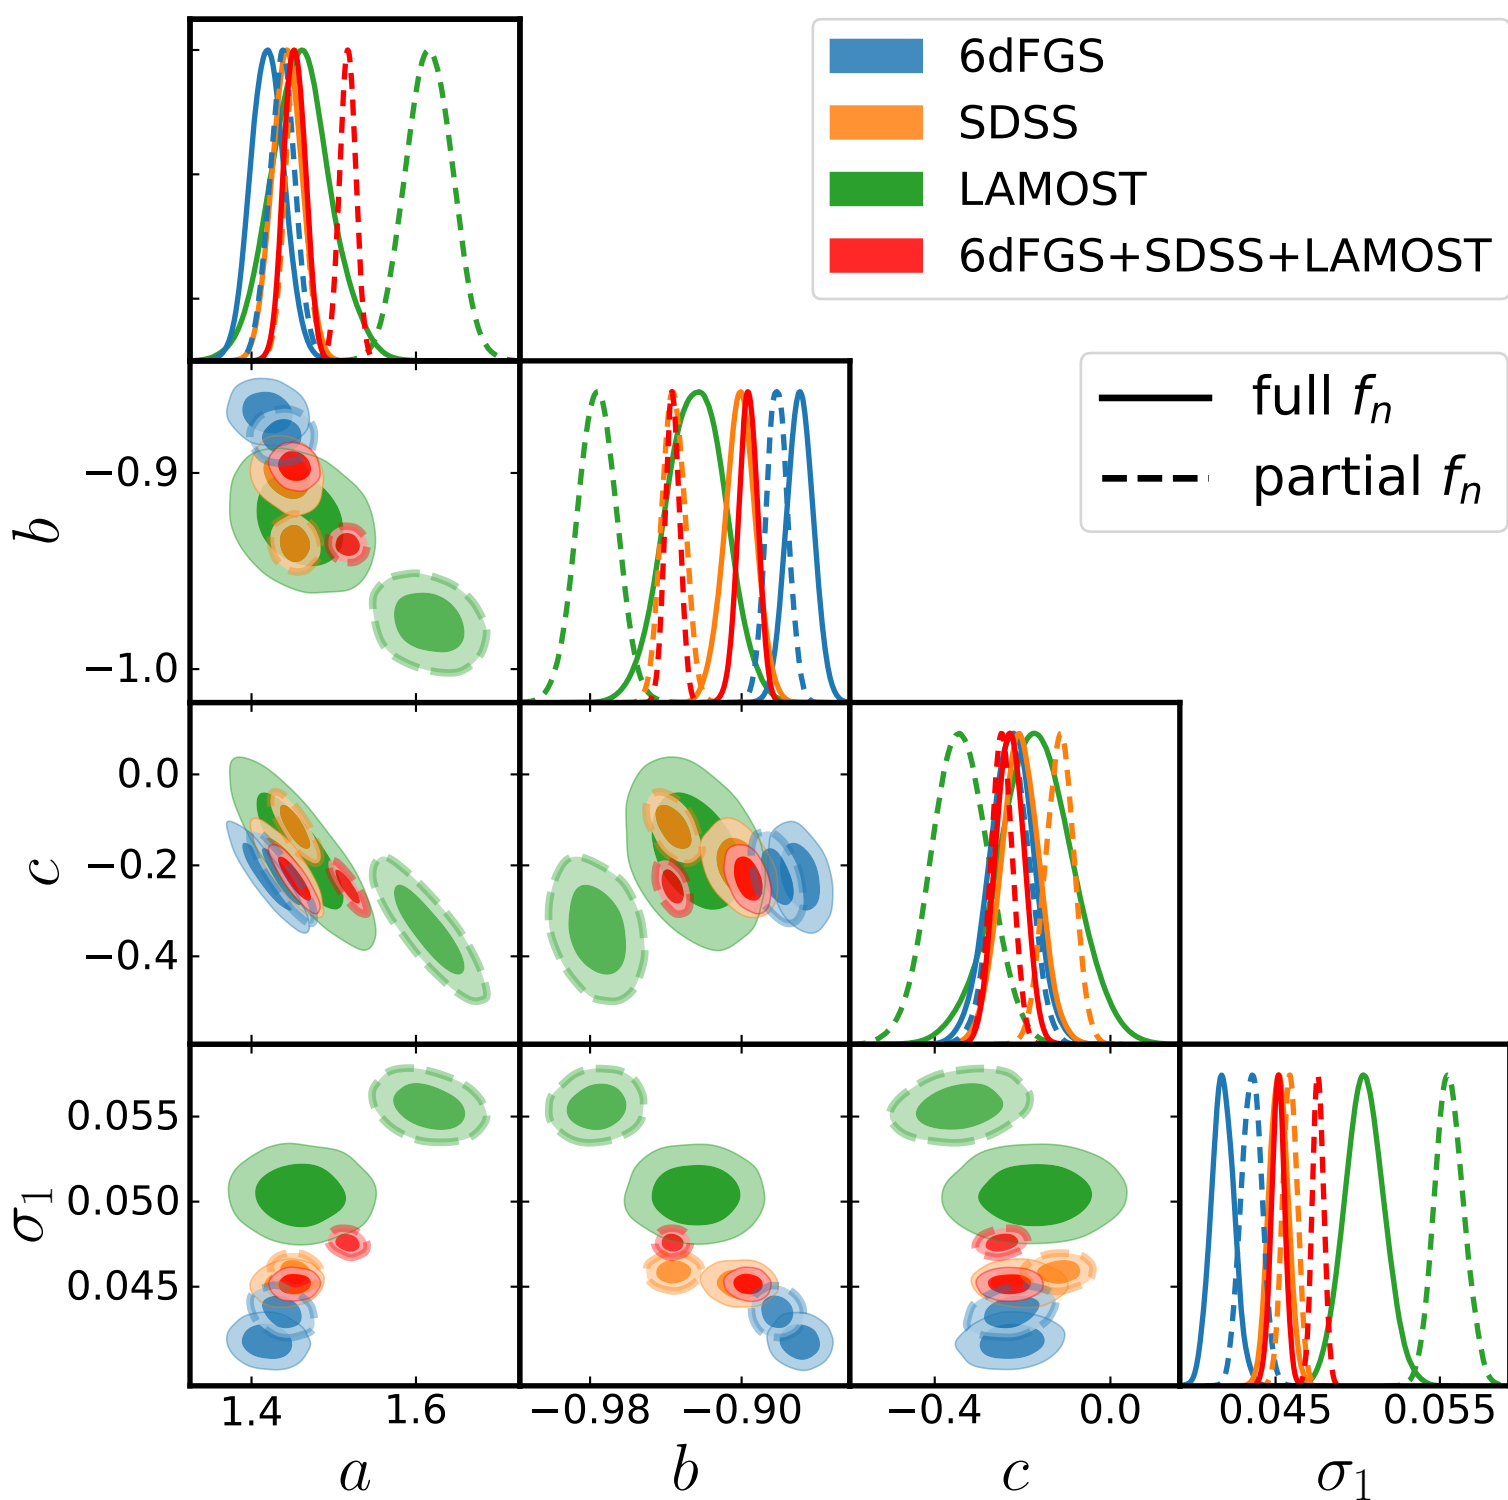 6dFGS
SDSS
LAMOST
6dFGS+SDSS+LAMOST
full fₙ
partial fₙ
b
−0.9
−1.0
c
0.0
−0.2
−0.4
σ₁
0.055
0.050
0.045
1.4 1.6 −0.98 −0.90 −0.4 0.0 0.045 0.055
a b c σ₁